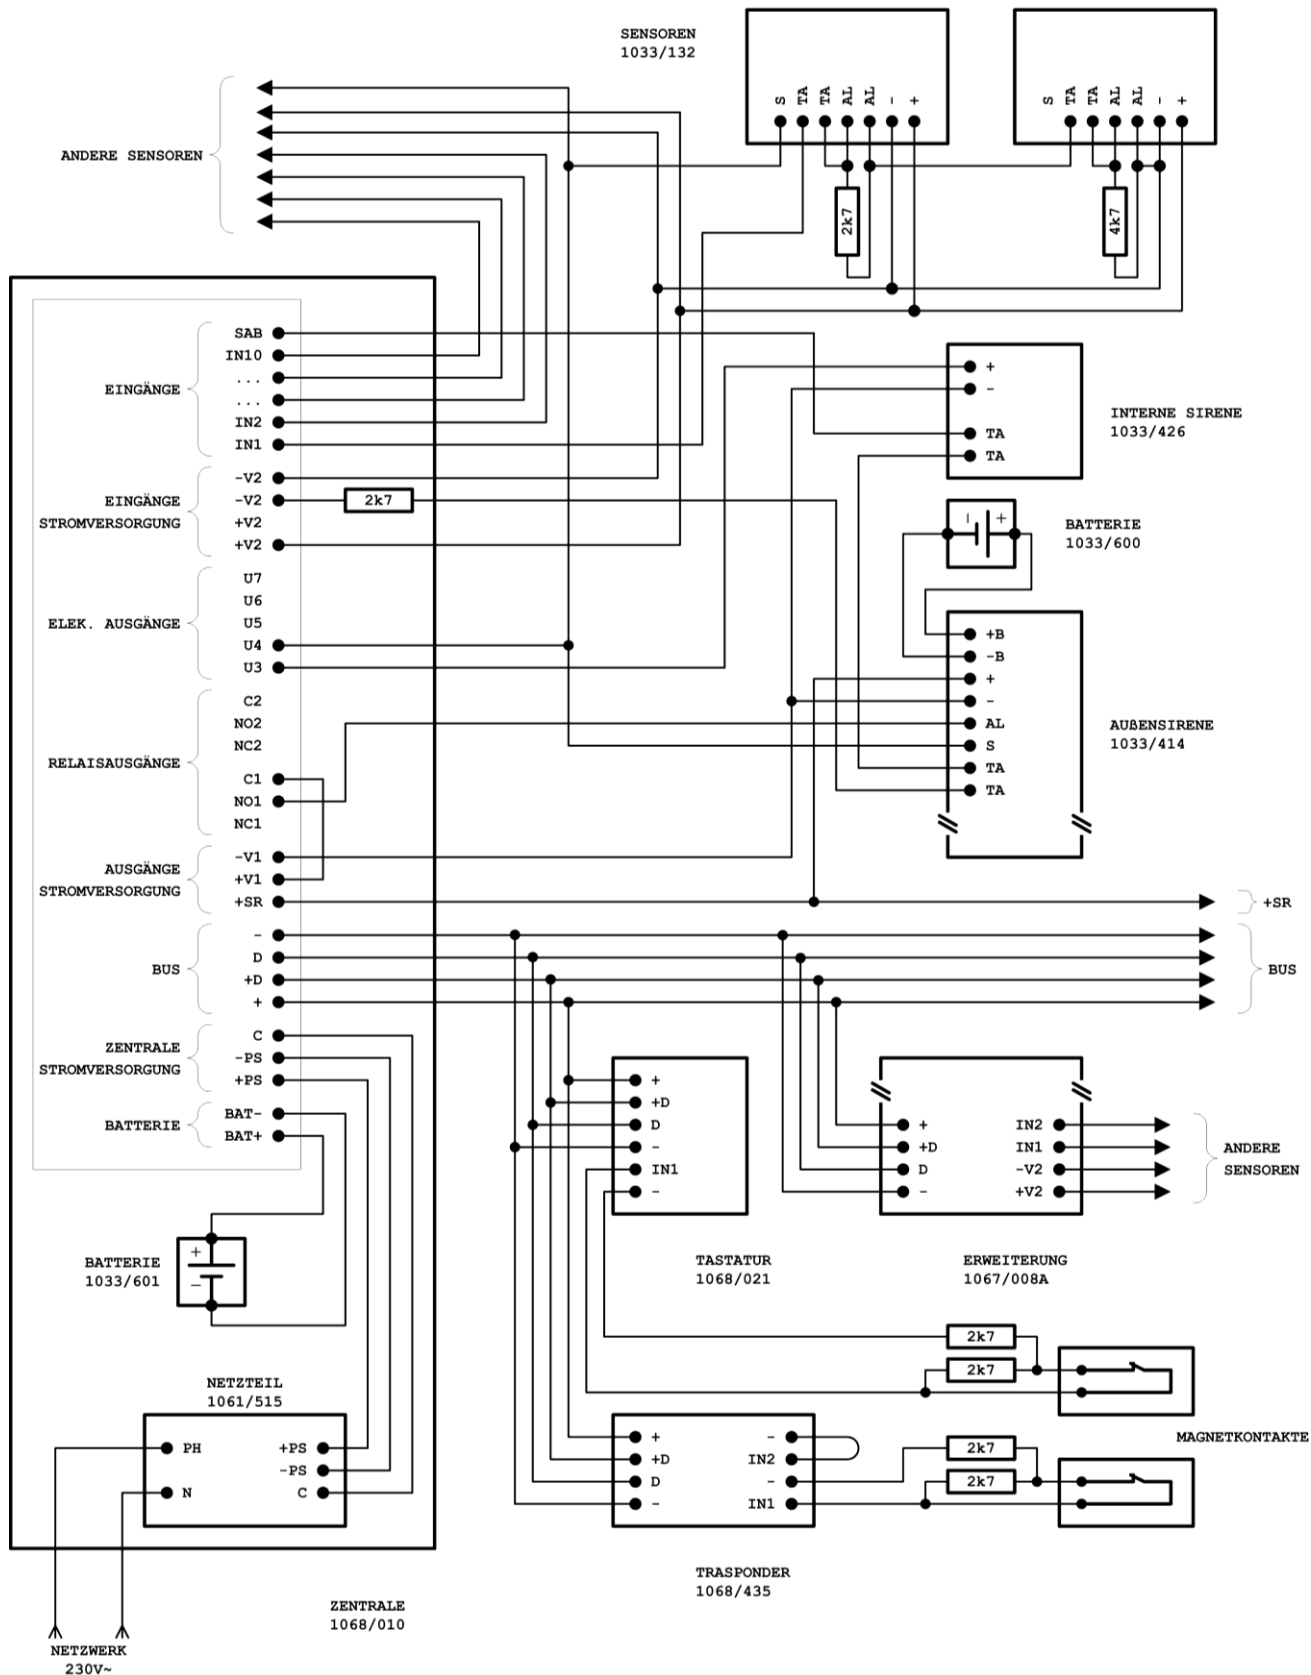 SENSOREN
1033/132
S
TA
TA
AL
AL
-
+
S
TA
TA
AL
AL
-
+
2k7
4k7
ANDERE SENSOREN
EINGÄNGE
SAB
IN10
...
...
IN2
IN1
EINGÄNGE
STROMVERSORGUNG
-V2
-V2
+V2
+V2
2k7
ELEK. AUSGÄNGE
U7
U6
U5
U4
U3
RELAISAUSGÄNGE
C2
NO2
NC2
C1
NO1
NC1
AUSGÄNGE
STROMVERSORGUNG
-V1
+V1
+SR
BUS
-
D
+D
+
ZENTRALE
STROMVERSORGUNG
C
-PS
+PS
BATTERIE
BAT-
BAT+
+
-
TA
TA
INTERNE SIRENE
1033/426
- +
BATTERIE
1033/600
+B
-B
+
-
AL
S
TA
TA
AUßENSIRENE
1033/414
+SR
BUS
+
+D
D
-
IN1
-
TASTATUR
1068/021
+
+D
D
-
IN2
IN1
-V2
+V2
ERWEITERUNG
1067/008A
ANDERE
SENSOREN
BATTERIE
1033/601
+
-
NETZTEIL
1061/515
PH
N
+PS
-PS
C
2k7
2k7
MAGNETKONTAKTE
+
+D
D
-
-
IN2
-
IN1
2k7
2k7
TRASPONDER
1068/435
ZENTRALE
1068/010
NETZWERK
230V~